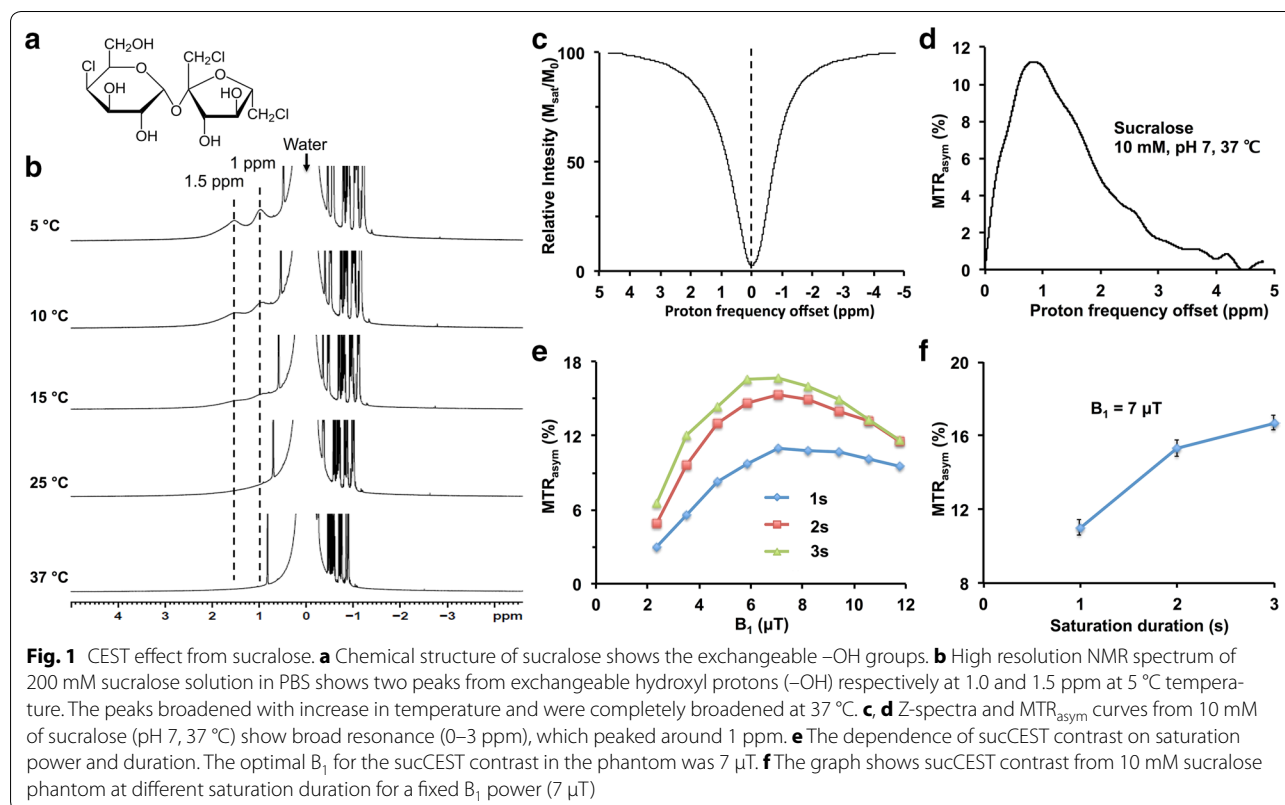 a
CH₂OH
Cl
O
OH
OH
O
CH₂Cl
O
HO
CH₂Cl
OH
b
Water
1 ppm
1.5 ppm
5 °C
10 °C
15 °C
25 °C
37 °C
4 3 2 1 0 −1 −2 −3 ppm
c
Relative Intesity (Msat/M0)
100
50
0
5 4 3 2 1 0 -1 -2 -3 -4 -5
Proton frequency offset (ppm)
d
MTRasym (%)
12
10
8
6
4
2
0
Sucralose
10 mM, pH 7, 37 °C
0 1 2 3 4 5
Proton frequency offset (ppm)
e
MTRasym (%)
18
12
6
0
1s
2s
3s
0 2 4 6 8 10 12
B₁ (µT)
f
MTRasym (%)
20
16
12
8
B₁ = 7 µT
0 1 2 3
Saturation duration (s)
Fig. 1 CEST effect from sucralose. a Chemical structure of sucralose shows the exchangeable –OH groups. b High resolution NMR spectrum of
200 mM sucralose solution in PBS shows two peaks from exchangeable hydroxyl protons (–OH) respectively at 1.0 and 1.5 ppm at 5 °C tempera-
ture. The peaks broadened with increase in temperature and were completely broadened at 37 °C. c, d Z-spectra and MTRasym curves from 10 mM
of sucralose (pH 7, 37 °C) show broad resonance (0–3 ppm), which peaked around 1 ppm. e The dependence of sucCEST contrast on saturation
power and duration. The optimal B₁ for the sucCEST contrast in the phantom was 7 µT. f The graph shows sucCEST contrast from 10 mM sucralose
phantom at different saturation duration for a fixed B₁ power (7 µT)